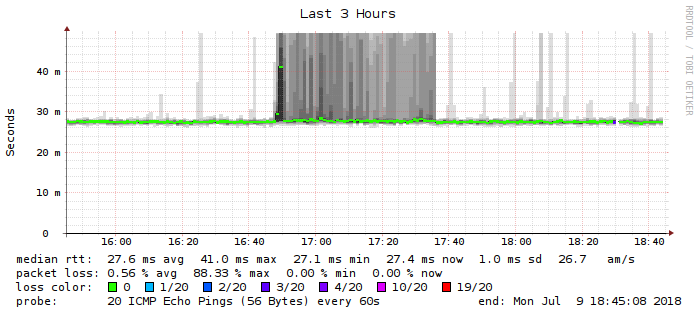 Last 3 Hours
RRDTOOL / TOBI OETIKER
Seconds
40 m
30 m
20 m
10 m
0
16:00 16:20 16:40 17:00 17:20 17:40 18:00 18:20 18:40
median rtt: 27.6 ms avg 41.0 ms max 27.1 ms min 27.4 ms now 1.0 ms sd 26.7 am/s
packet loss: 0.56 % avg 88.33 % max 0.00 % min 0.00 % now
loss color: 0 1/20 2/20 3/20 4/20 10/20 19/20
probe: 20 ICMP Echo Pings (56 Bytes) every 60s end: Mon Jul 9 18:45:08 2018